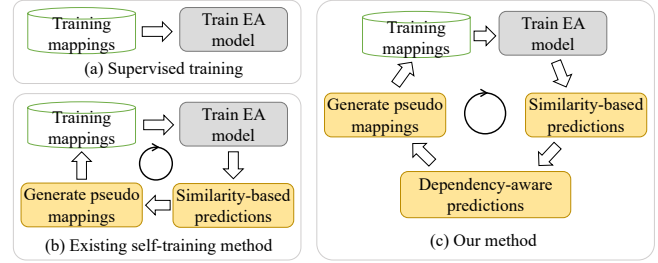 Training
mappings
Train EA
model
(a) Supervised training
Training
mappings
Train EA
model
Generate pseudo
mappings
Similarity-based
predictions
(b) Existing self-training method
Training
mappings
Train EA
model
Generate pseudo
mappings
Similarity-based
predictions
Dependency-aware
predictions
(c) Our method